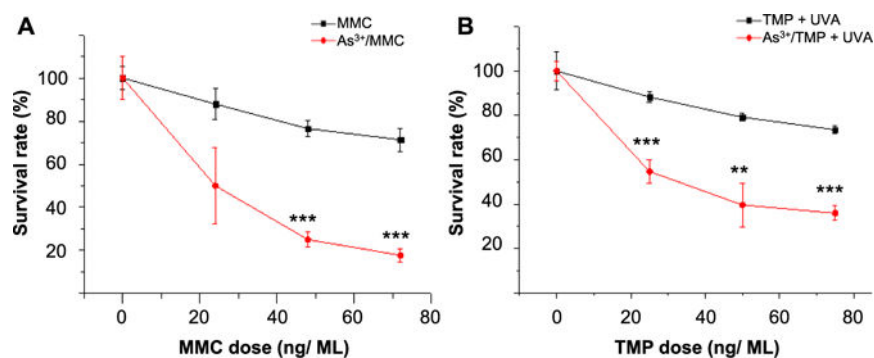 A
MMC
As³⁺/MMC
Survival rate (%)
100
80
60
40
20
***
***
0
20
40
60
80
MMC dose (ng/ ML)
B
TMP + UVA
As³⁺/TMP + UVA
Survival rate (%)
100
80
60
40
20
***
**
***
0
20
40
60
80
TMP dose (ng/ ML)